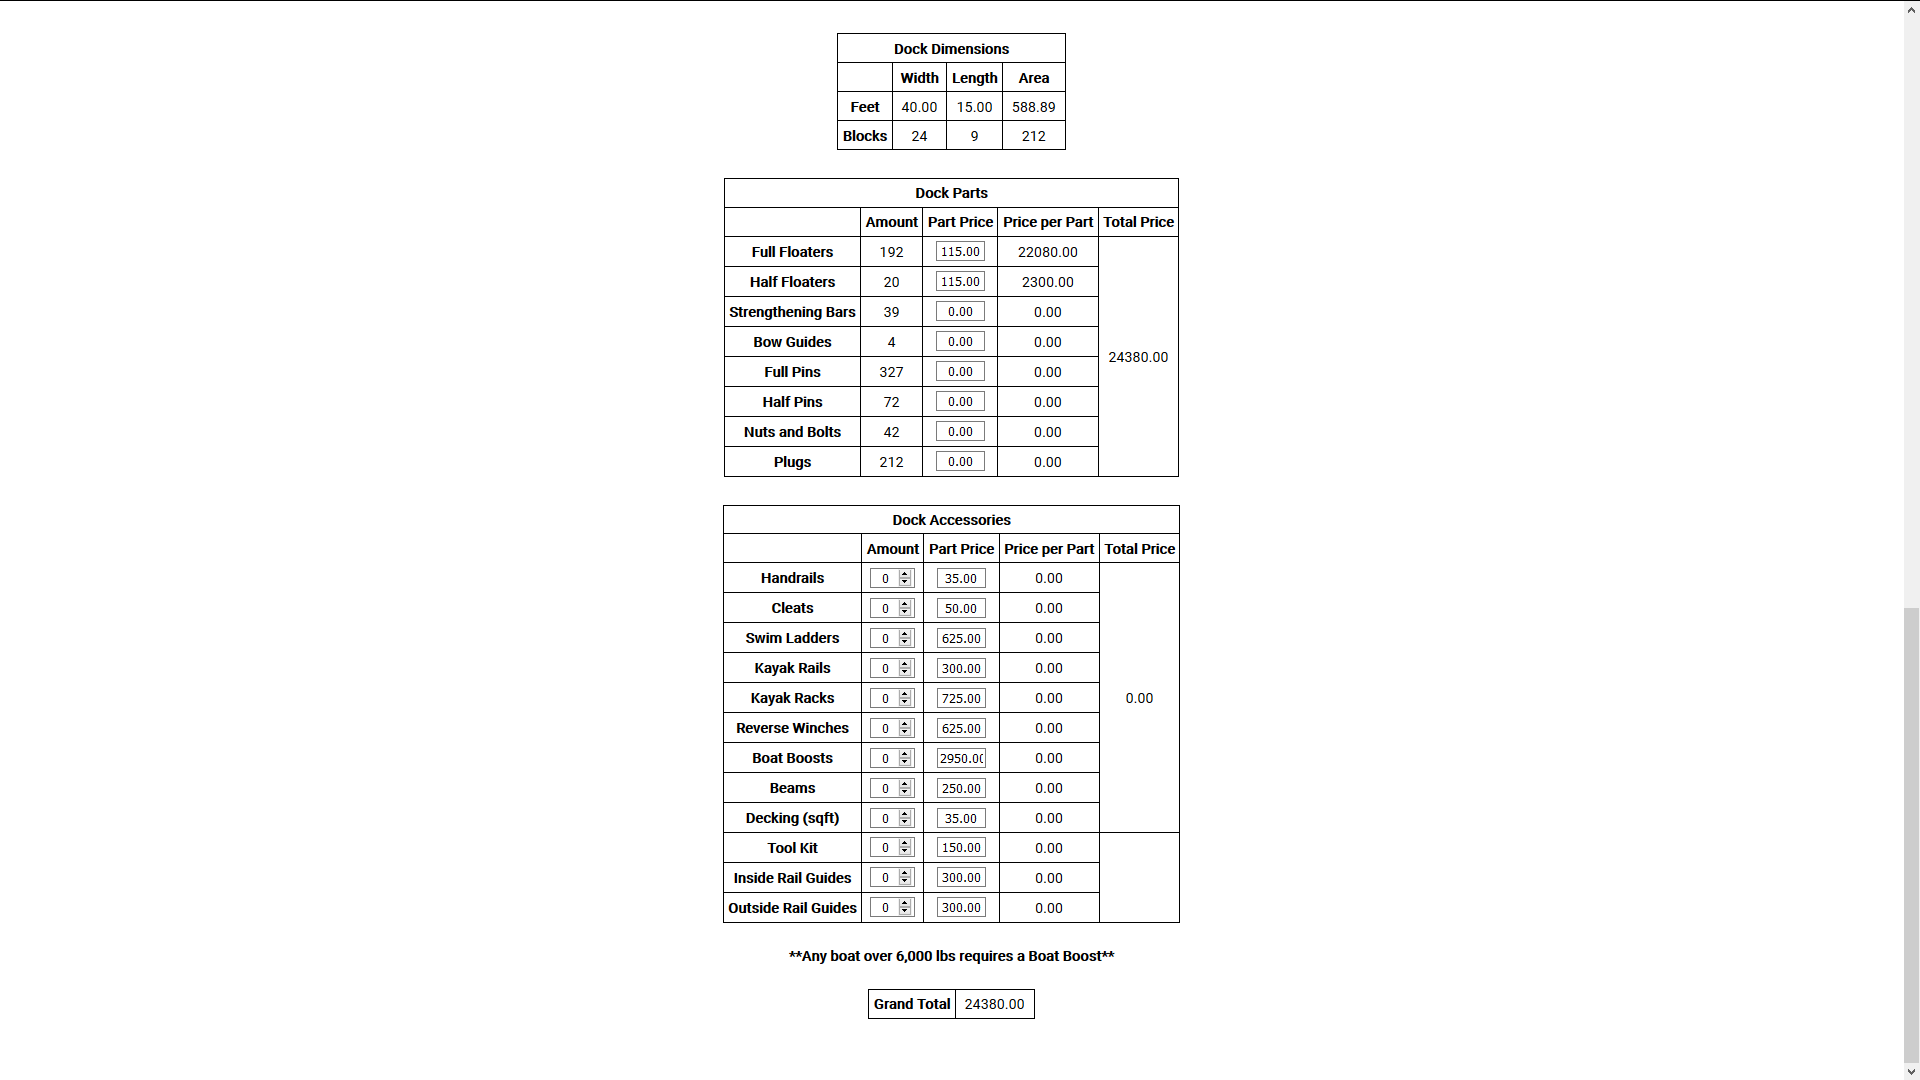 Dock Dimensions
Width Length Area
Feet 40.00 15.00 588.89
Blocks 24 9 212
Dock Parts
Amount Part Price Price per Part Total Price
Full Floaters 192 115.00 22080.00
Half Floaters 20 115.00 2300.00
Strengthening Bars 39 0.00 0.00
Bow Guides 4 0.00 0.00
24380.00
Full Pins 327 0.00 0.00
Half Pins 72 0.00 0.00
Nuts and Bolts 42 0.00 0.00
Plugs 212 0.00 0.00
Dock Accessories
Amount Part Price Price per Part Total Price
Handrails 0 35.00 0.00
Cleats 0 50.00 0.00
Swim Ladders 0 625.00 0.00
Kayak Rails 0 300.00 0.00
Kayak Racks 0 725.00 0.00 0.00
Reverse Winches 0 625.00 0.00
Boat Boosts 0 2950.00 0.00
Beams 0 250.00 0.00
Decking (sqft) 0 35.00 0.00
Tool Kit 0 150.00 0.00
Inside Rail Guides 0 300.00 0.00
Outside Rail Guides 0 300.00 0.00
**Any boat over 6,000 lbs requires a Boat Boost**
Grand Total 24380.00